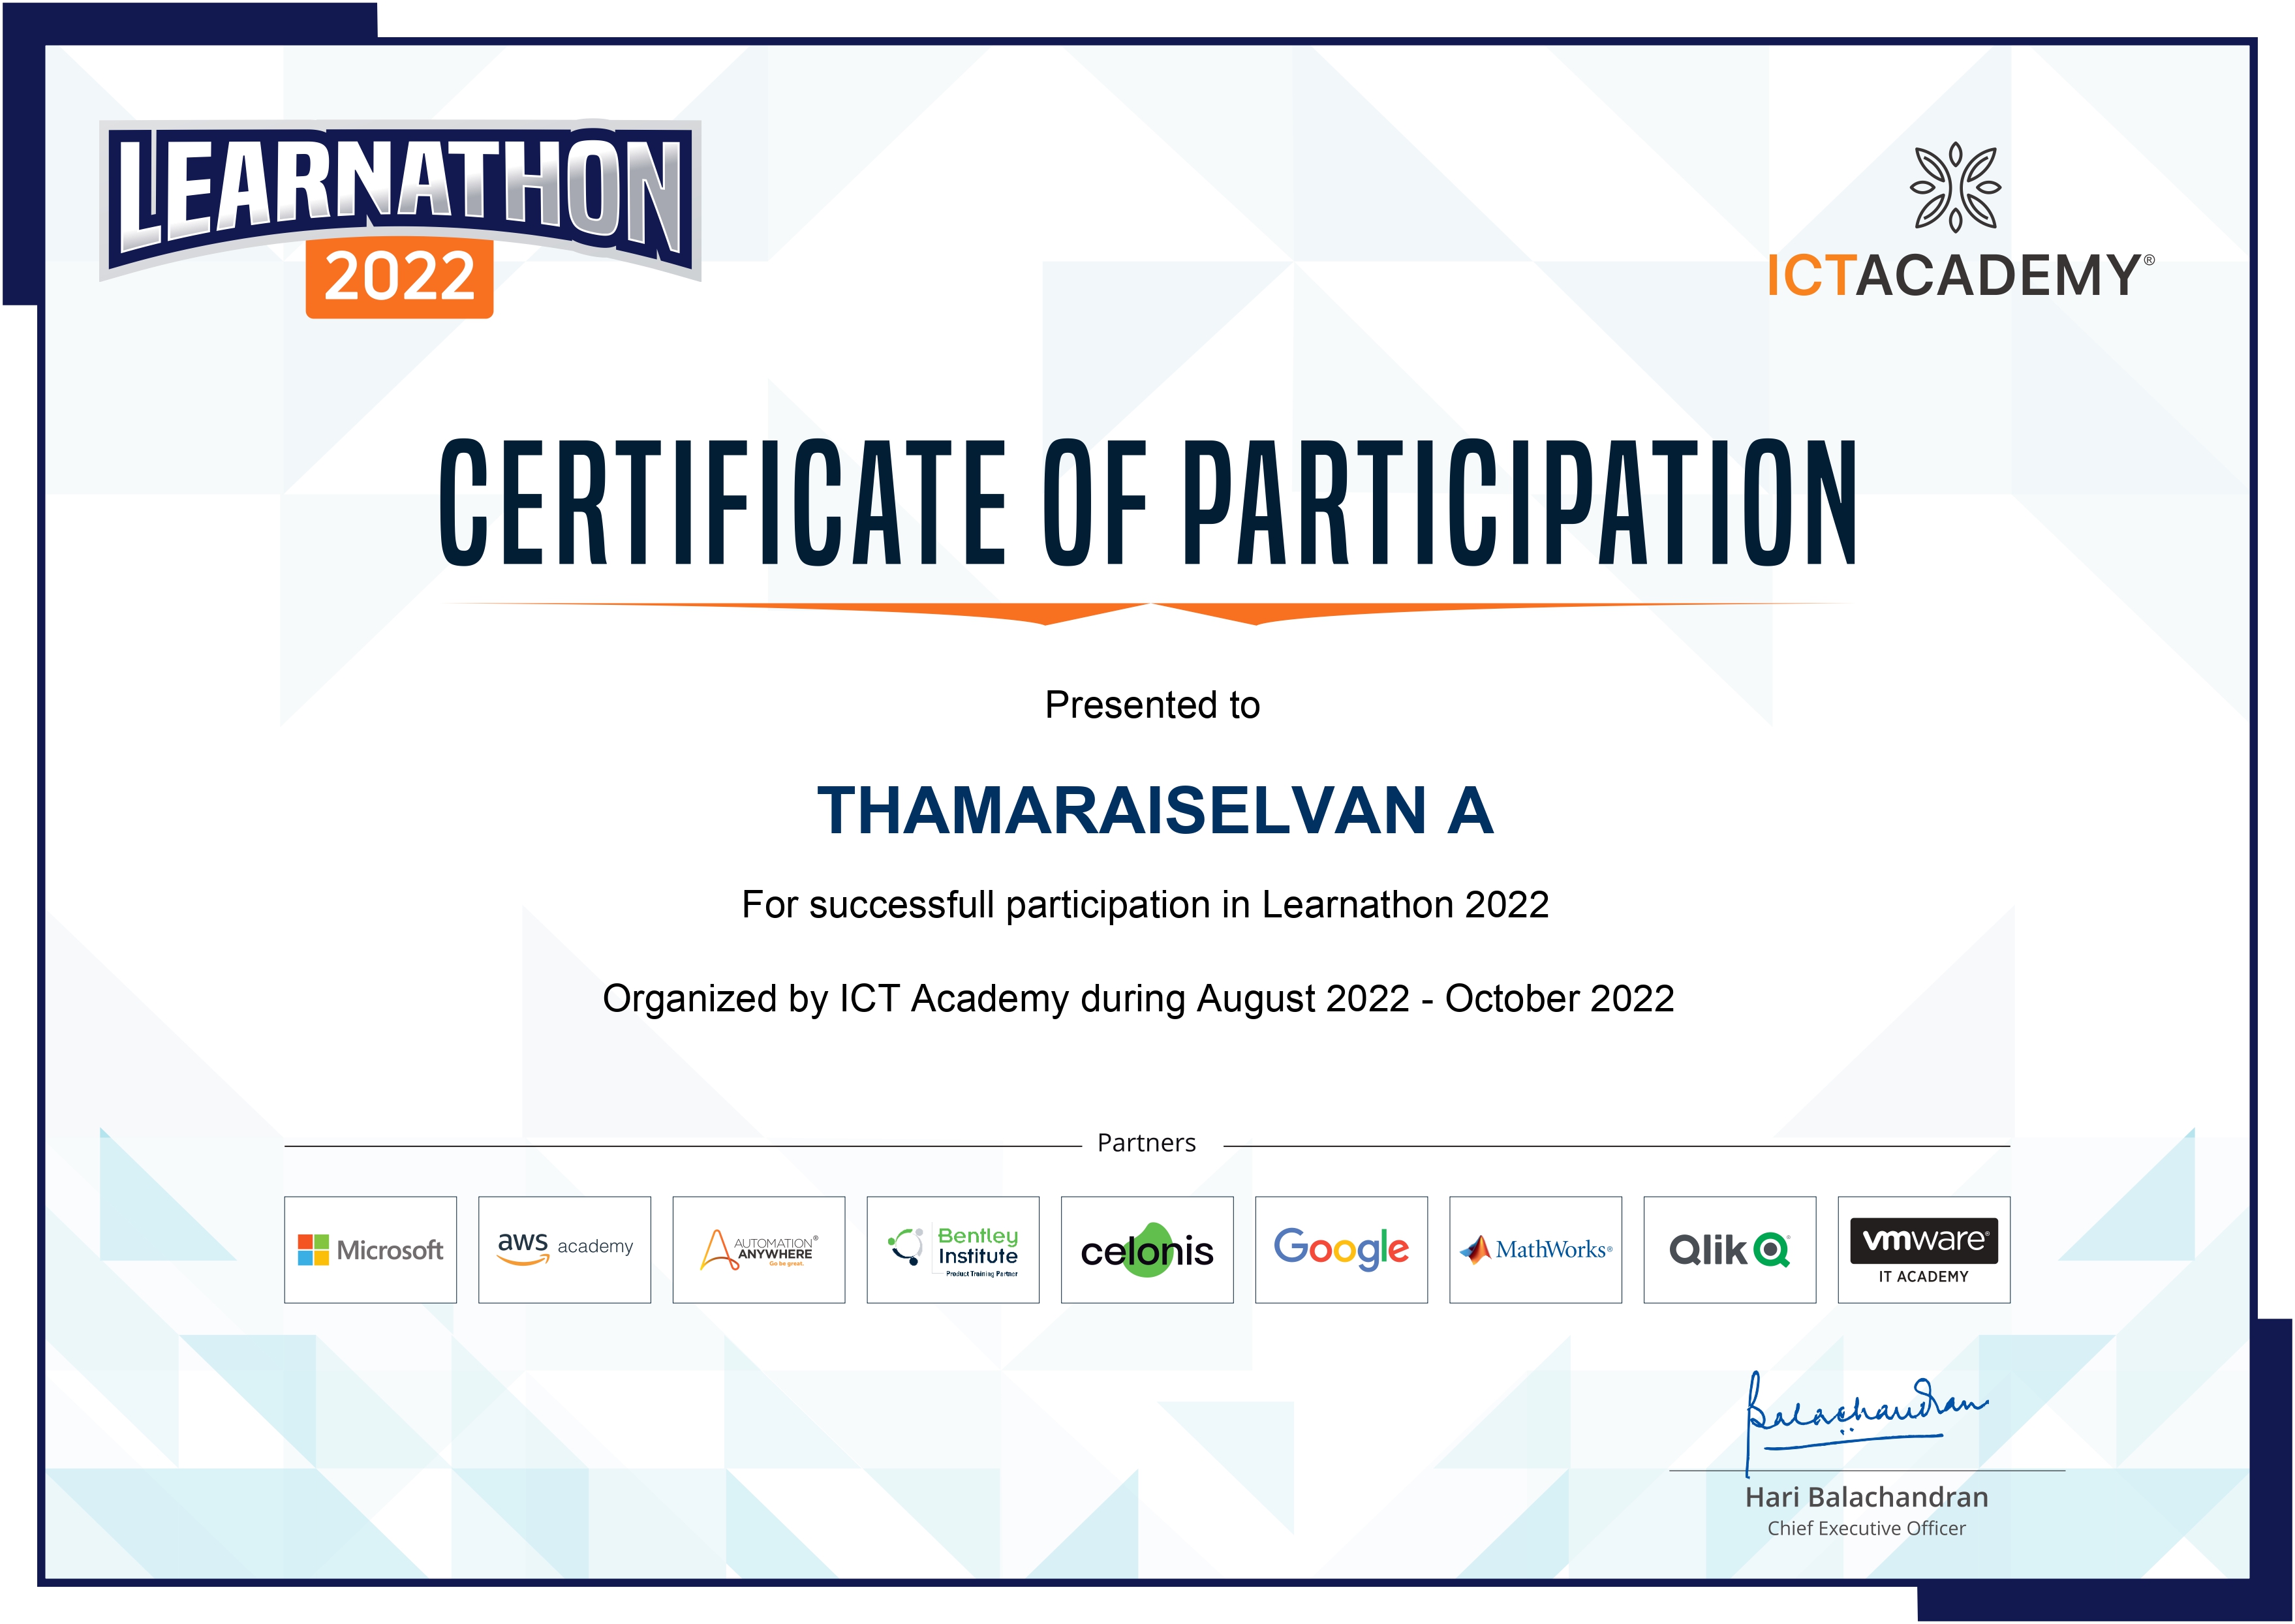 LEARNATHON
2022
ICTACADEMY®
CERTIFICATE OF PARTICIPATION
Presented to
THAMARAISELVAN A
For successfull participation in Learnathon 2022
Organized by ICT Academy during August 2022 - October 2022
Partners
Microsoft
aws academy
AUTOMATION®
ANYWHERE
Go be great.
Bentley
Institute
Product Training Partner
celonis
Google
MathWorks®
Qlik
vmware®
IT ACADEMY
Balachandran
Hari Balachandran
Chief Executive Officer